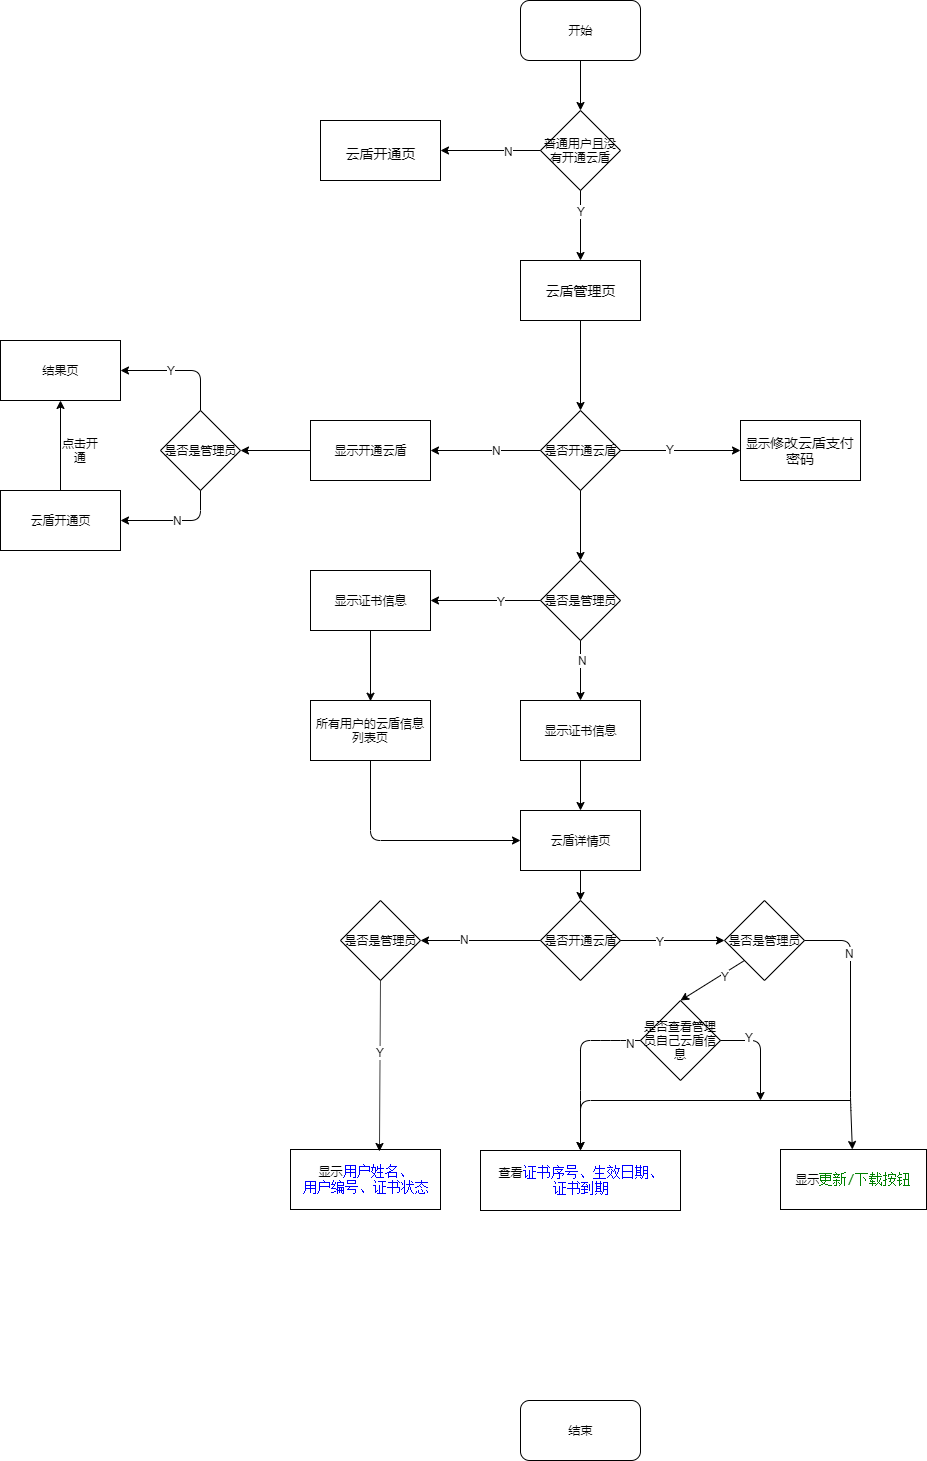 开始
普通用户且没
有开通云盾
N
云盾开通页
Y
云盾管理页
结果页
Y
是否是管理员
显示开通云盾
N
是否开通云盾
Y
显示修改云盾支付
密码
点击开
通
云盾开通页
N
显示证书信息
Y
是否是管理员
N
所有用户的云盾信息
列表页
显示证书信息
云盾详情页
是否是管理员
N
是否开通云盾
Y
是否是管理员
N
Y
是否查看管理
员自己云盾信
息
N
Y
Y
显示用户姓名、
用户编号、证书状态
查看证书序号、生效日期、
证书到期
显示更新/下载按钮
结束